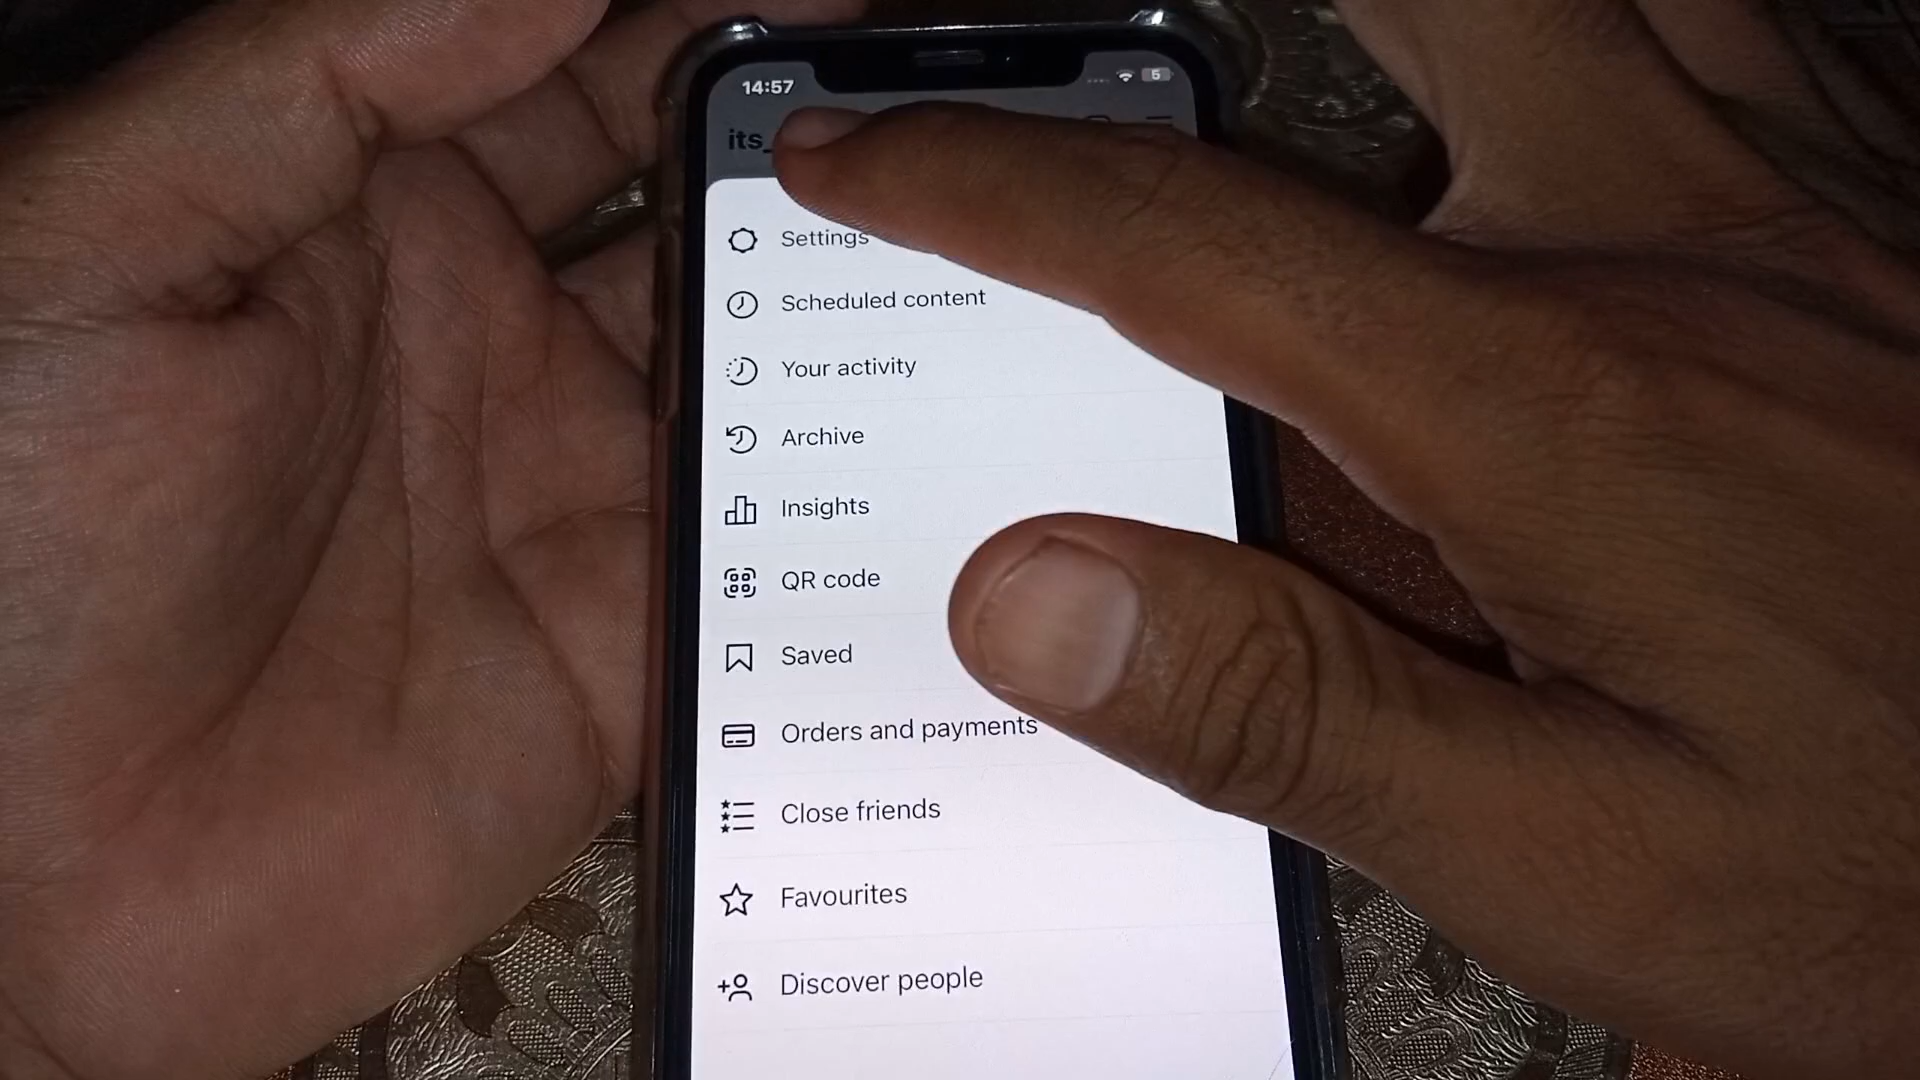 14:57
5
its_
Settings
Scheduled content
Your activity
Archive
Insights
QR code
Saved
Orders and payments
Close friends
Favourites
Discover people